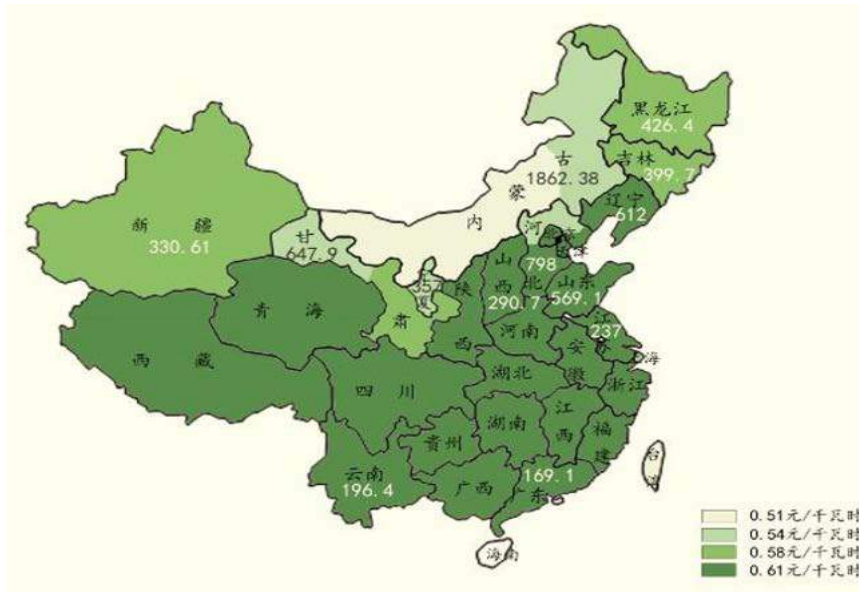 黑龙江
426.4
吉林
399.7
辽宁
612
内
蒙
古
1862.38
新 疆
330.61
甘
647.9
肃
357
夏
青 海
西 藏
陕
西
山
西
290.7
河
798
北
山东
569.1
河南
江
237
苏
安
徽
海
四 川
湖北
浙江
湖南
江
西
福
建
贵州
云南
196.4
广西
169.1
广东
台
海南
0.51元/千瓦时
0.54元/千瓦时
0.58元/千瓦时
0.61元/千瓦时